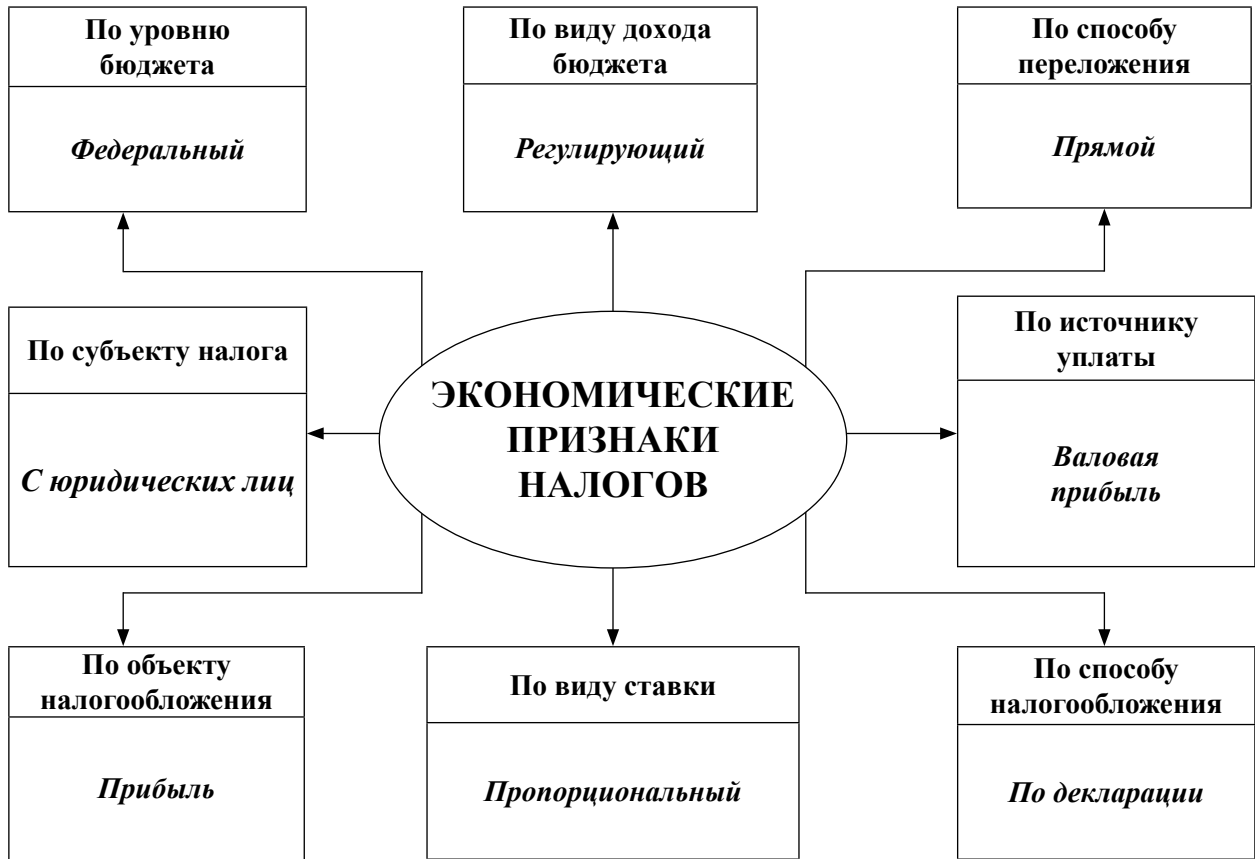 По уровню
бюджета
Федеральный
По виду дохода
бюджета
Регулирующий
По способу
переложения
Прямой
По субъекту налога
С юридических лиц
ЭКОНОМИЧЕСКИЕ
ПРИЗНАКИ
НАЛОГОВ
По источнику
уплаты
Валовая
прибыль
По объекту
налогообложения
Прибыль
По виду ставки
Пропорциональный
По способу
налогообложения
По декларации